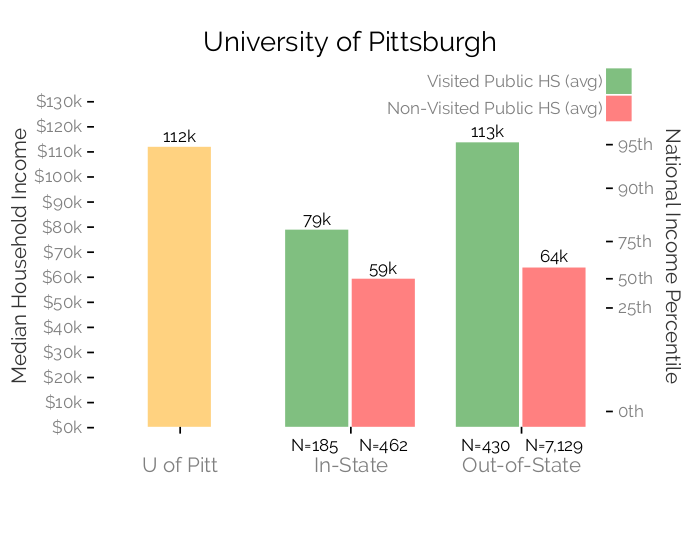 University of Pittsburgh
Visited Public HS (avg)
Non-Visited Public HS (avg)
Median Household Income
$130k
$120k
$110k
$100k
$90k
$80k
$70k
$60k
$50k
$40k
$30k
$20k
$10k
$0k
112k
79k
59k
113k
64k
95th
90th
75th
50th
25th
0th
National Income Percentile
N=185 N=462 N=430 N=7,129
U of Pitt In-State Out-of-State